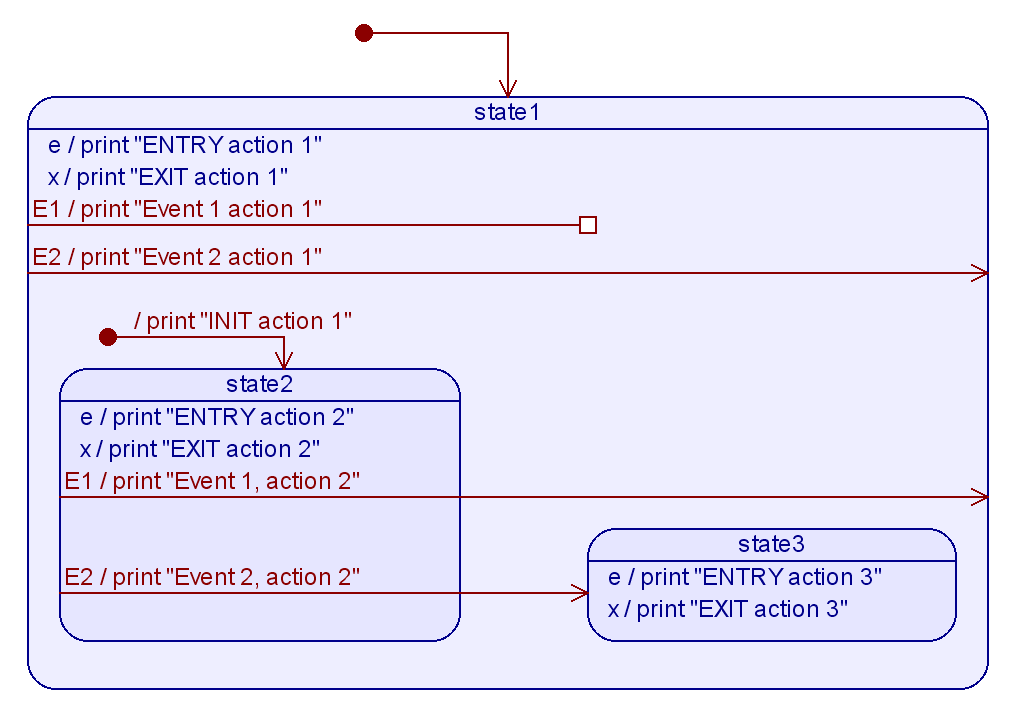 state1
e / print "ENTRY action 1"
x / print "EXIT action 1"
E1 / print "Event 1 action 1"
E2 / print "Event 2 action 1"
/ print "INIT action 1"
state2
e / print "ENTRY action 2"
x / print "EXIT action 2"
E1 / print "Event 1, action 2"
E2 / print "Event 2, action 2"
state3
e / print "ENTRY action 3"
x / print "EXIT action 3"